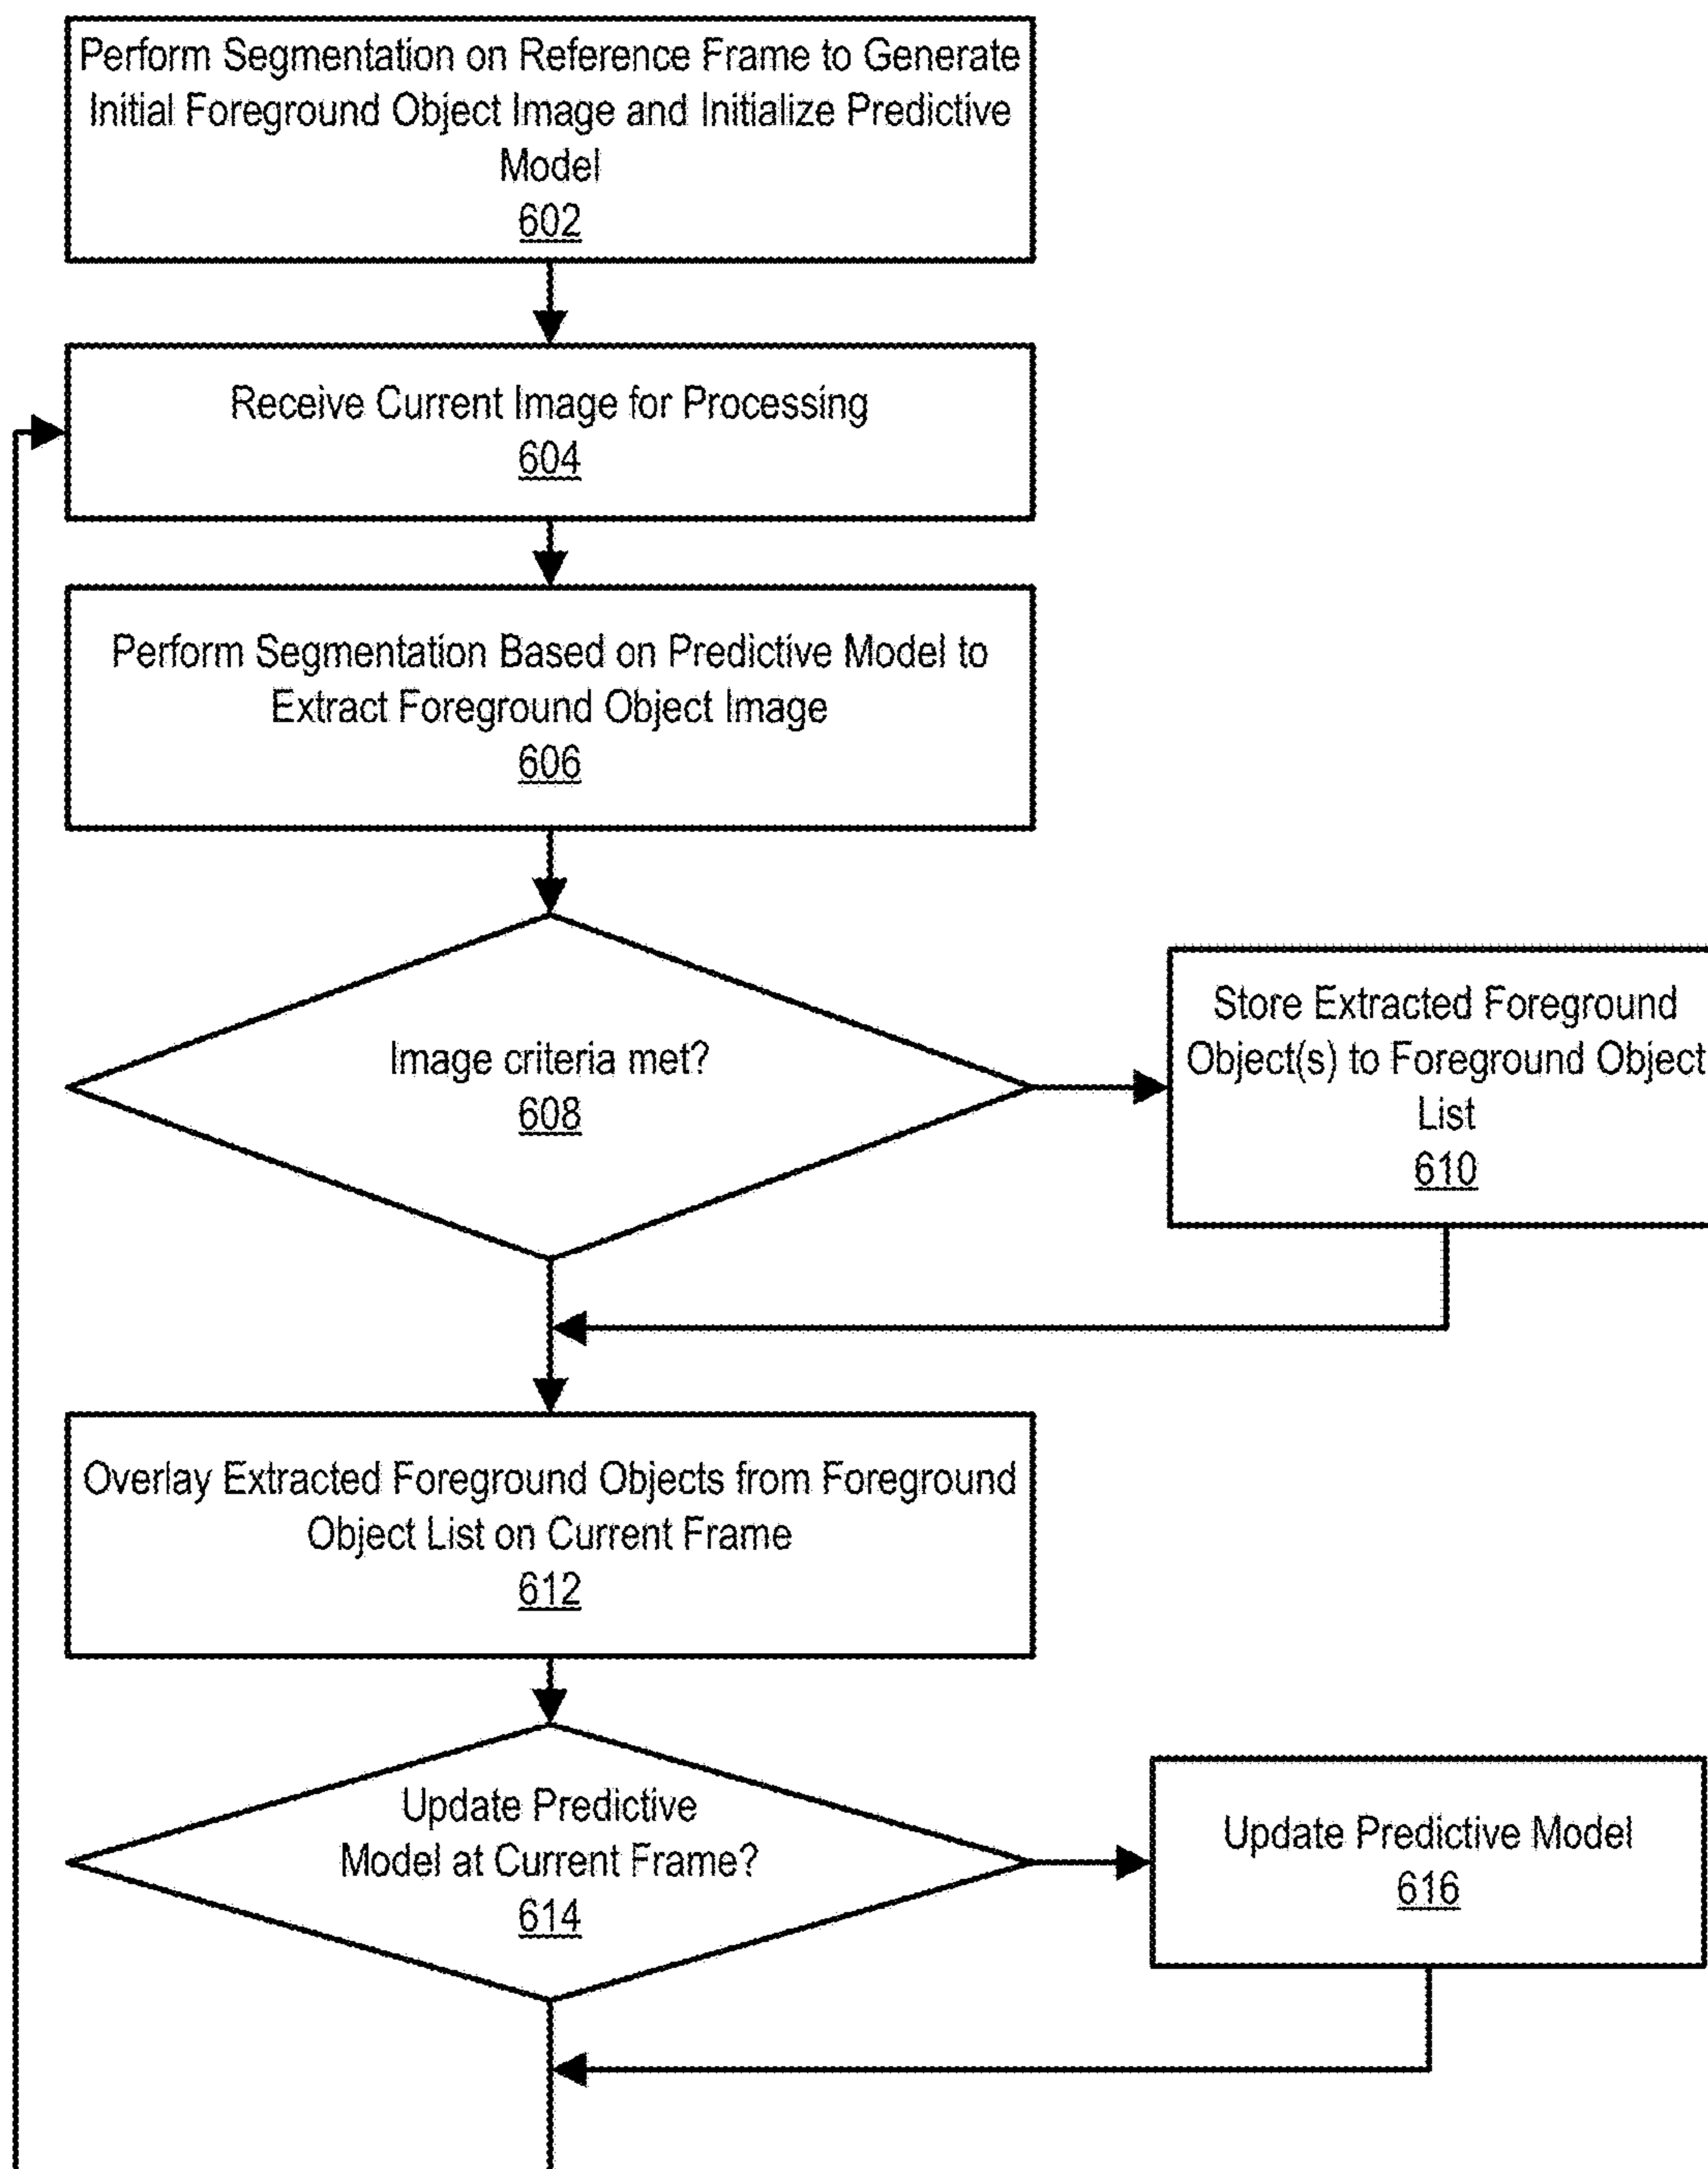 Perform Segmentation on Reference Frame to Generate
Initial Foreground Object Image and Initialize Predictive
Model
602
Receive Current Image for Processing
604
Perform Segmentation Based on Predictive Model to
Extract Foreground Object Image
606
Image criteria met?
608
Store Extracted Foreground
Object(s) to Foreground Object
List
610
Overlay Extracted Foreground Objects from Foreground
Object List on Current Frame
612
Update Predictive
Model at Current Frame?
614
Update Predictive Model
616